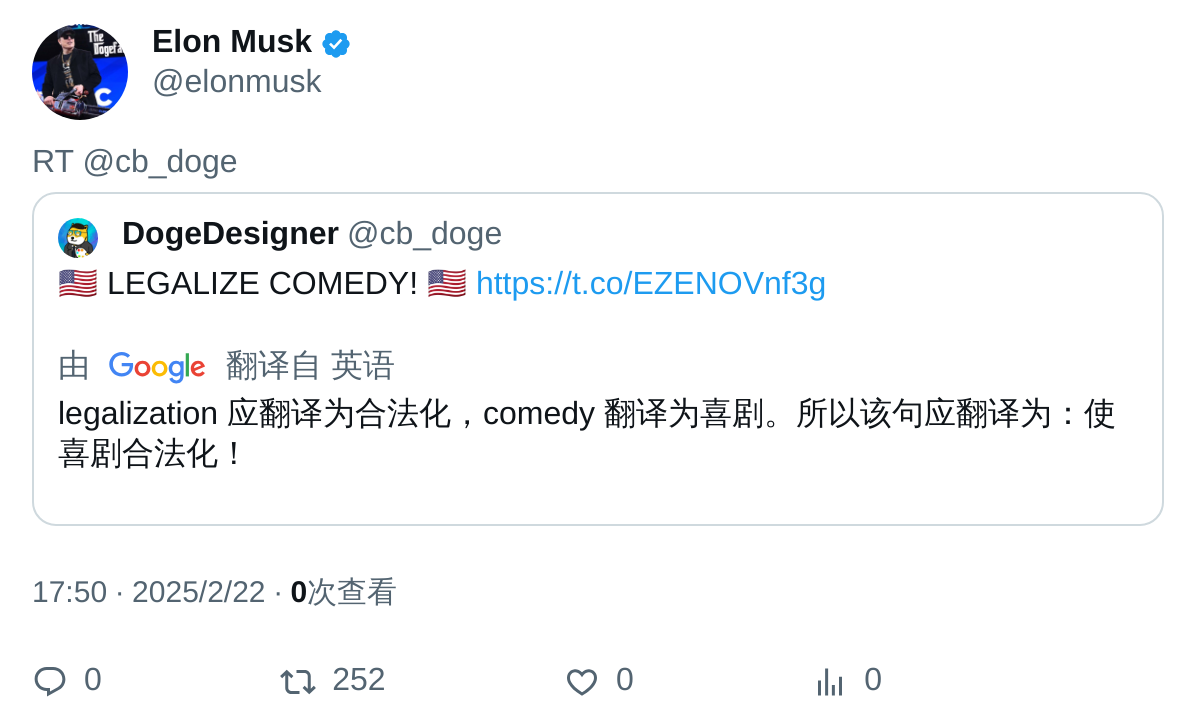 The
Dogefa
C
Elon Musk
@elonmusk
RT @cb_doge
DogeDesigner @cb_doge
🇺🇸 LEGALIZE COMEDY! 🇺🇸 https://t.co/EZENOVnf3g
由 Google 翻译自 英语
legalization 应翻译为合法化，comedy 翻译为喜剧。所以该句应翻译为：使
喜剧合法化！
17:50 · 2025/2/22 · 0次查看
0 252 0 0